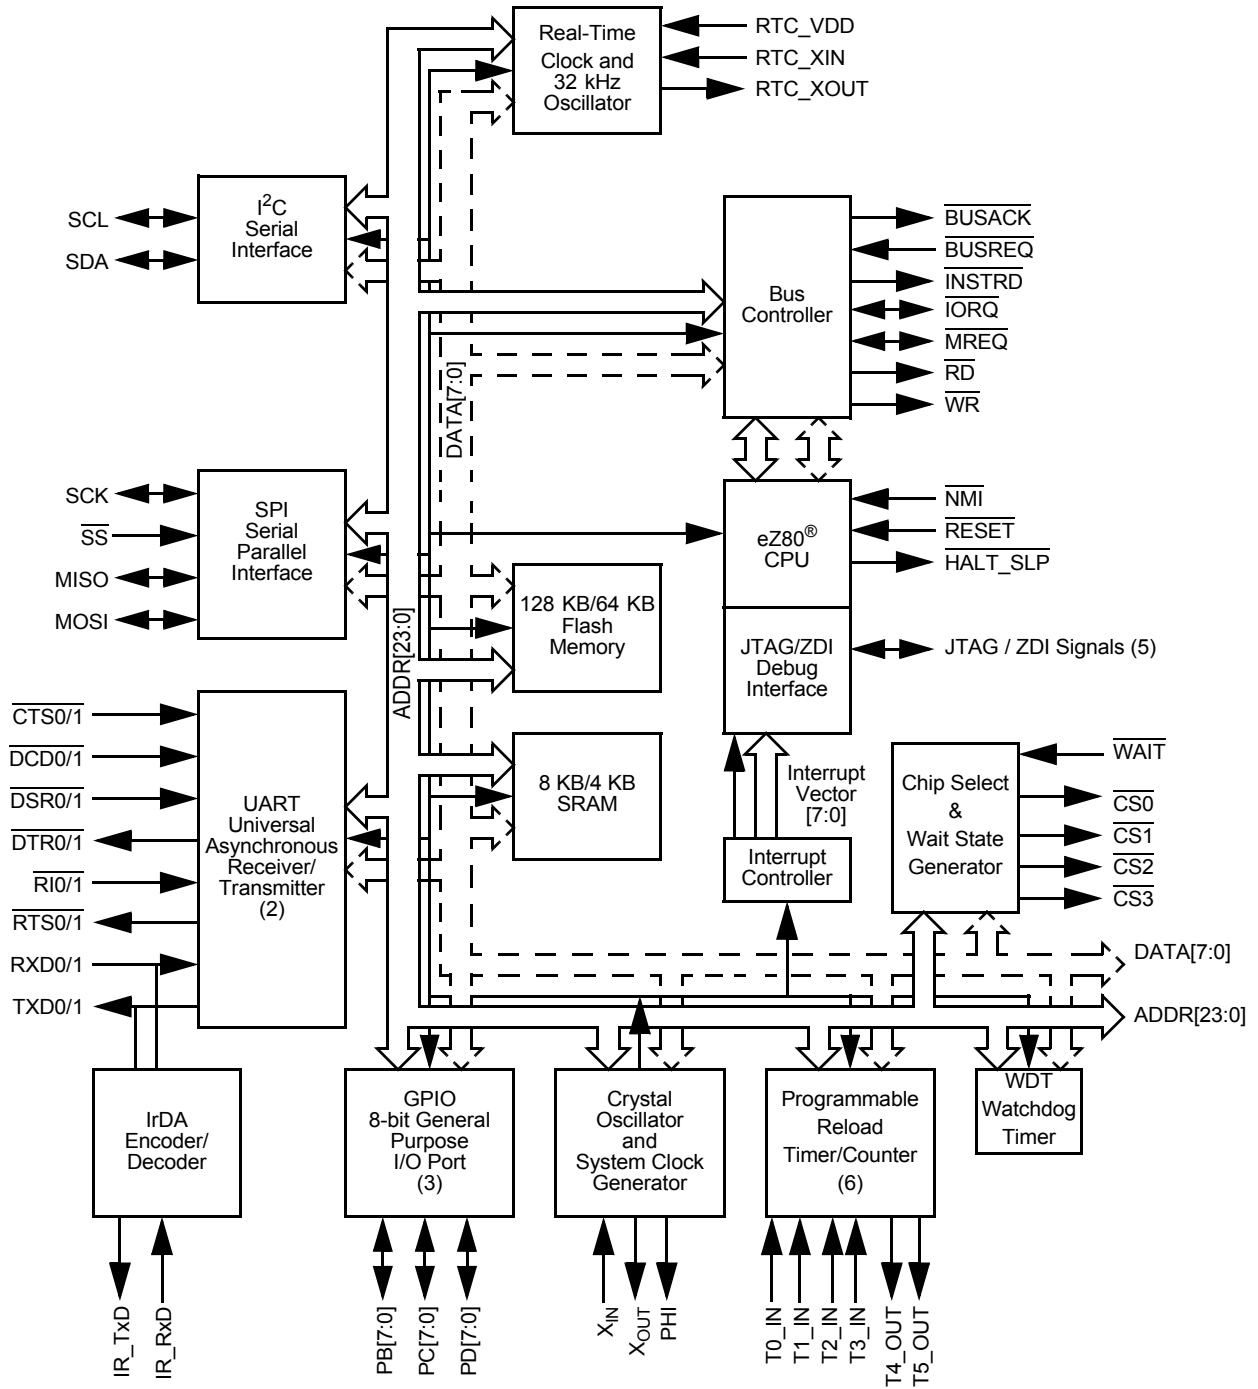 Real-Time
Clock and
32 kHz
Oscillator
RTC_VDD
RTC_XIN
RTC_XOUT
I²C
Serial
Interface
SCL
SDA
Bus
Controller
BUSACK
BUSREQ
INSTRD
IORQ
MREQ
RD
WR
DATA[7:0]
SPI
Serial
Parallel
Interface
SCK
SS
MISO
MOSI
eZ80®
CPU
NMI
RESET
HALT_SLP
128 KB/64 KB
Flash
Memory
JTAG/ZDI
Debug
Interface
JTAG / ZDI Signals (5)
ADDR[23:0]
UART
Universal
Asynchronous
Receiver/
Transmitter
(2)
CTS0/1
DCD0/1
DSR0/1
DTR0/1
RI0/1
RTS0/1
RXD0/1
TXD0/1
8 KB/4 KB
SRAM
Interrupt
Vector
[7:0]
Interrupt
Controller
Chip Select
&
Wait State
Generator
WAIT
CS0
CS1
CS2
CS3
DATA[7:0]
ADDR[23:0]
IrDA
Encoder/
Decoder
GPIO
8-bit General
Purpose
I/O Port
(3)
Crystal
Oscillator
and
System Clock
Generator
Programmable
Reload
Timer/Counter
(6)
WDT
Watchdog
Timer
IR_TxD
IR_RxD
PB[7:0]
PC[7:0]
PD[7:0]
XIN
XOUT
PHI
T0_IN
T1_IN
T2_IN
T3_IN
T4_OUT
T5_OUT